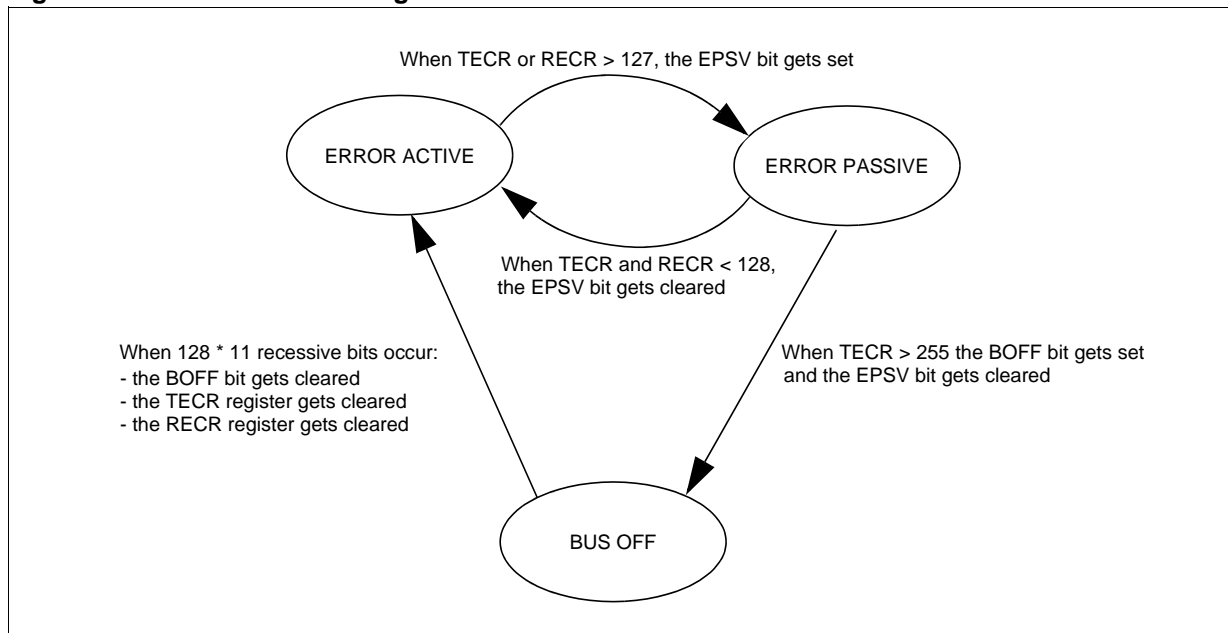 When TECR or RECR > 127, the EPSV bit gets set
ERROR ACTIVE
ERROR PASSIVE
When TECR and RECR < 128,
the EPSV bit gets cleared
When 128 * 11 recessive bits occur:
- the BOFF bit gets cleared
- the TECR register gets cleared
- the RECR register gets cleared
When TECR > 255 the BOFF bit gets set
and the EPSV bit gets cleared
BUS OFF